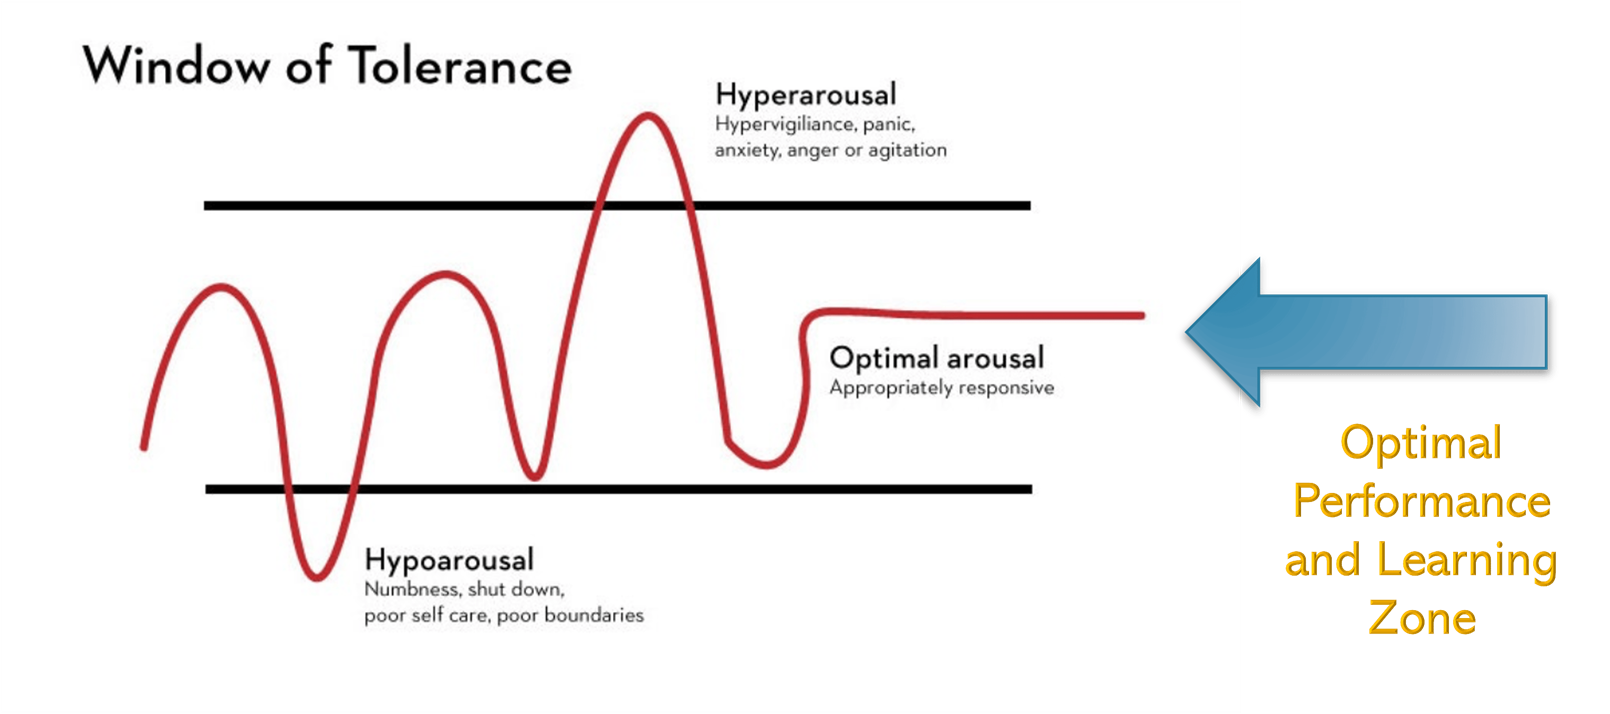 Window of Tolerance
Hyperarousal
Hypervigiliance, panic,
anxiety, anger or agitation
Optimal arousal
Appropriately responsive
Optimal
Performance
and Learning
Zone
Hypoarousal
Numbness, shut down,
poor self care, poor boundaries